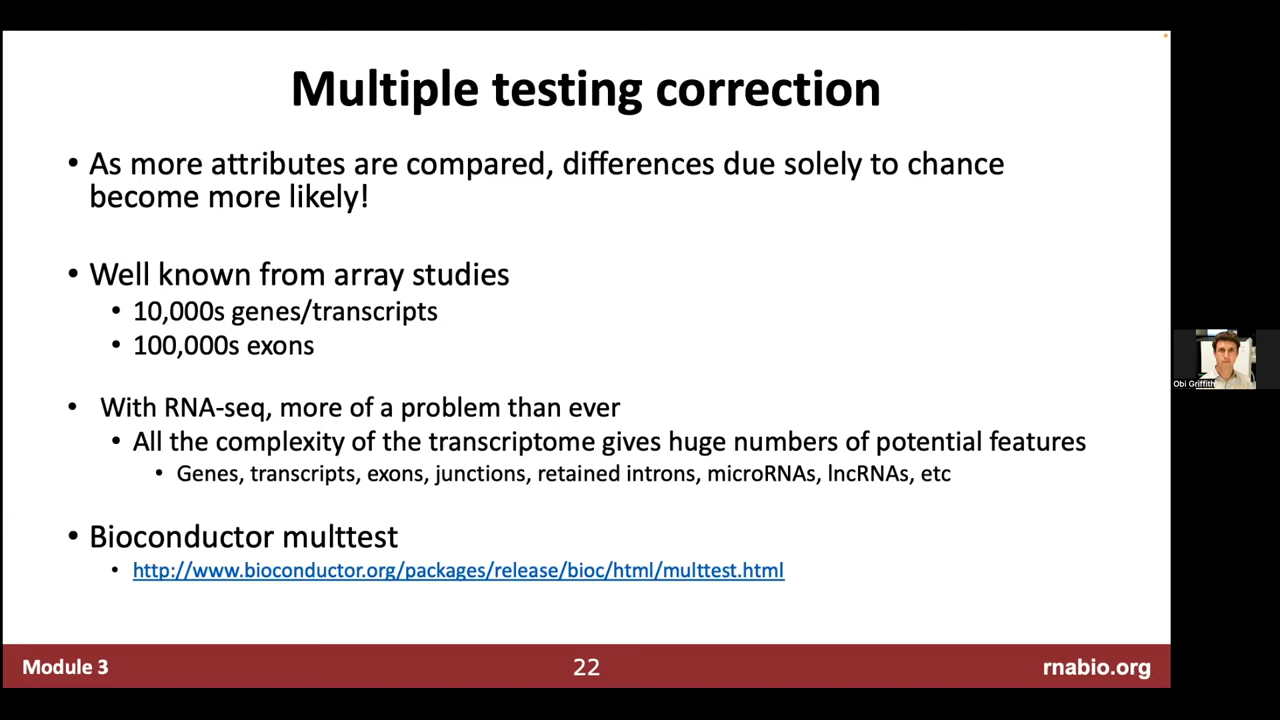 Multiple testing correction
• As more attributes are compared, differences due solely to chance
become more likely!
• Well known from array studies
• 10,000s genes/transcripts
• 100,000s exons
• With RNA-seq, more of a problem than ever
• All the complexity of the transcriptome gives huge numbers of potential features
• Genes, transcripts, exons, junctions, retained introns, microRNAs, lncRNAs, etc
• Bioconductor multtest
• http://www.bioconductor.org/packages/release/bioc/html/multtest.html
Module 3
22
rnabio.org
Obi Griffith